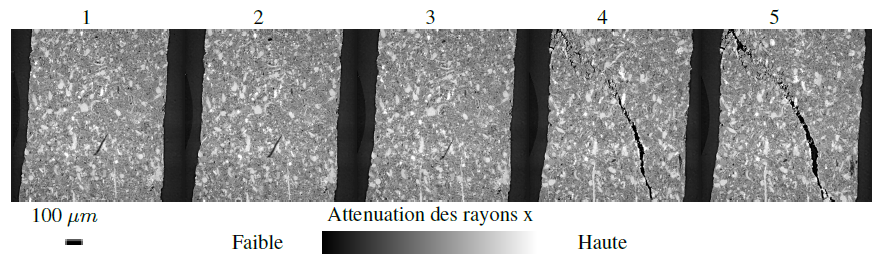 1 2 3 4 5
100 μm Attenuation des rayons x
Faible Haute